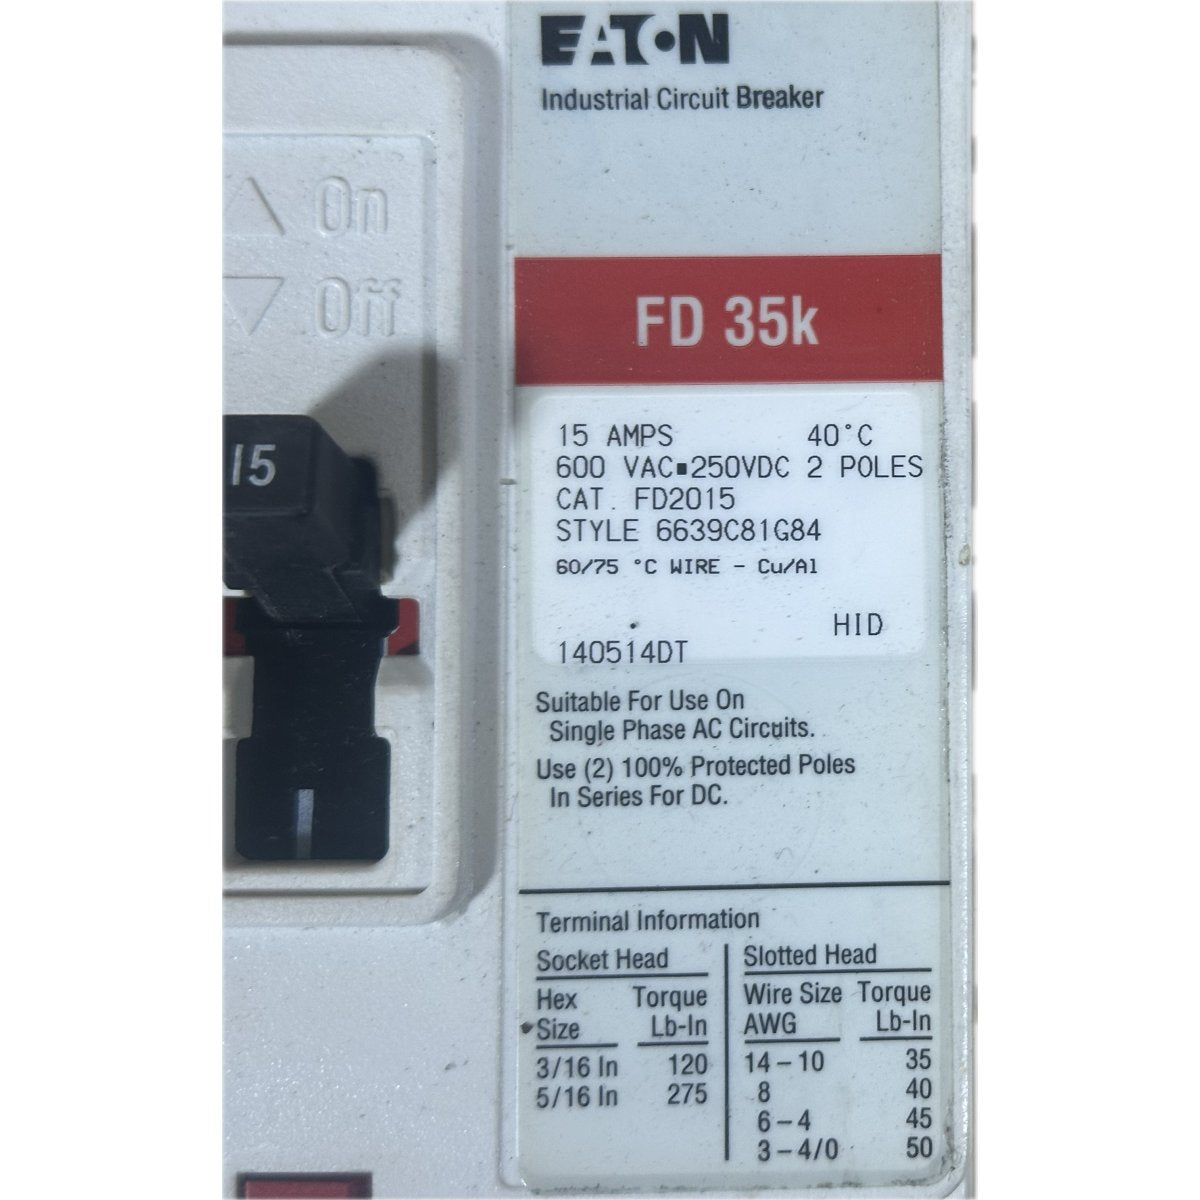 EATON
Industrial Circuit Breaker
On
Off
FD 35k
15
15 AMPS 40°C
600 VAC▪250VDC 2 POLES
CAT. FD2015
STYLE 6639C81G84
60/75 °C WIRE - Cu/Al
HID
140514DT
Suitable For Use On
Single Phase AC Circuits.
Use (2) 100% Protected Poles
In Series For DC.
Terminal Information
Socket Head Slotted Head
Hex Torque Wire Size Torque
Size Lb-In AWG Lb-In
3/16 In 120 14 – 10 35
5/16 In 275 8 40
6 – 4 45
3 – 4/0 50